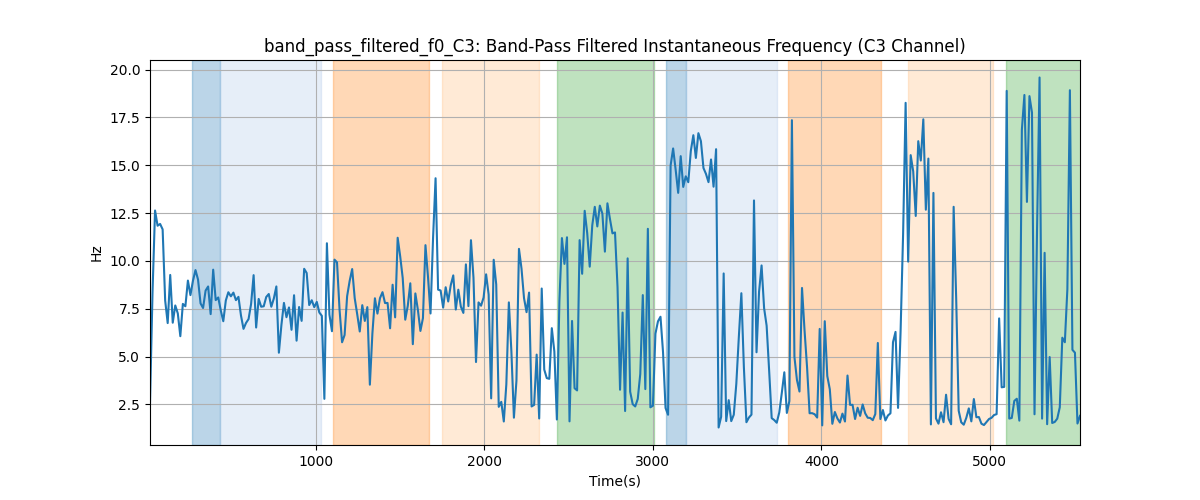 band_pass_filtered_f0_C3: Band-Pass Filtered Instantaneous Frequency (C3 Channel)
20.0
17.5
15.0
12.5
10.0
7.5
5.0
2.5
Hz
1000 2000 3000 4000 5000
Time(s)